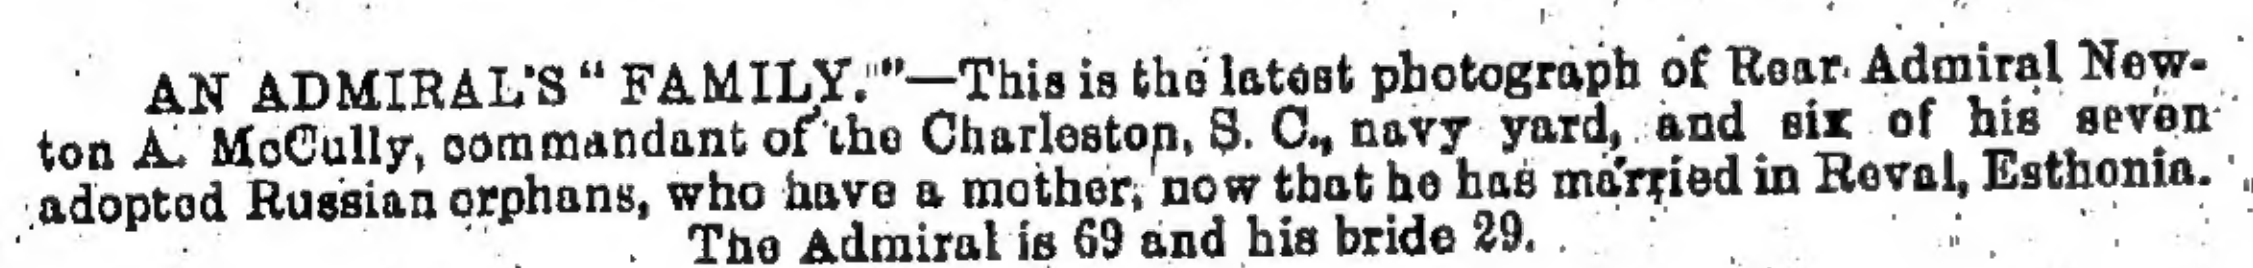 AN ADMIRAL'S "FAMILY."—This is the latest photograph of Rear Admiral New-
ton A. McCully, commandant of the Charleston, S. C., navy yard, and six of his seven
adopted Russian orphans, who have a mother, now that he has married in Reval, Esthonia.
The Admiral is 69 and his bride 29.